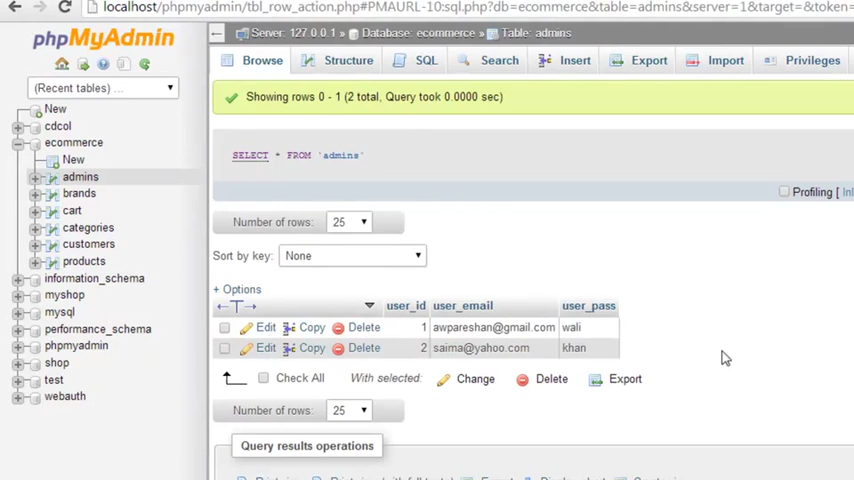 localhost/phpmyadmin/tbl_row_action.php#PMAURL-10:sql.php?db=ecommerce&table=admins&server=1&target=&token=
phpMyAdmin
(Recent tables) ...
New
cdcol
ecommerce
New
admins
brands
cart
categories
customers
products
information_schema
myshop
mysql
performance_schema
phpmyadmin
shop
test
webauth
Server: 127.0.0.1 » Database: ecommerce » Table: admins
Browse Structure SQL Search Insert Export Import Privileges
Showing rows 0 - 1 (2 total, Query took 0.0000 sec)
SELECT * FROM `admins`
Profiling [
Number of rows: 25
Sort by key: None
+ Options
user_id user_email user_pass
Edit Copy Delete 1 awpareshan@gmail.com wali
Edit Copy Delete 2 saima@yahoo.com khan
Check All With selected: Change Delete Export
Number of rows: 25
Query results operations